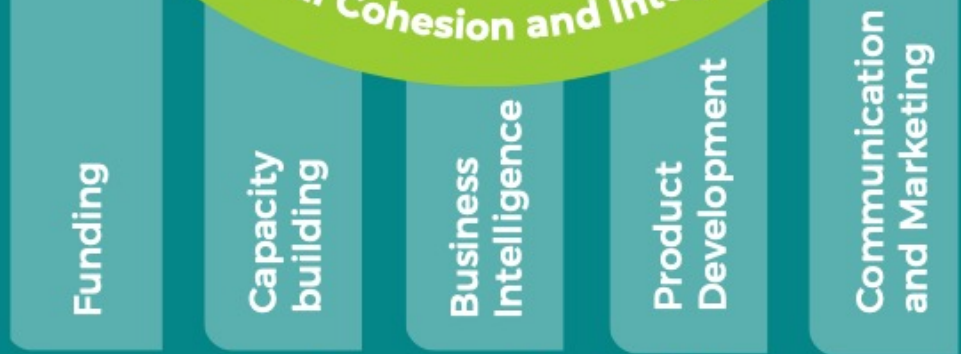 Cohesion and
Funding
Capacity
building
Business
Intelligence
Product
Development
Communication
and Marketing